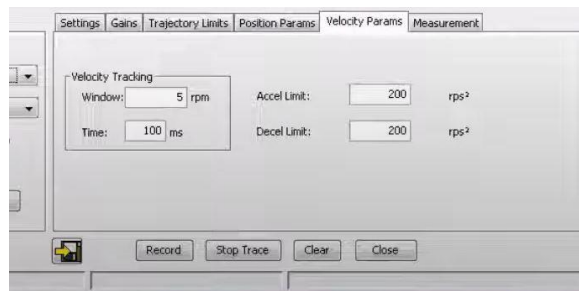 Settings Gains Trajectory Limits Position Params Velocity Params Measurement
Velocity Tracking
Window: 5 rpm Accel Limit: 200 rps²
Time: 100 ms Decel Limit: 200 rps²
Record Stop Trace Clear Close